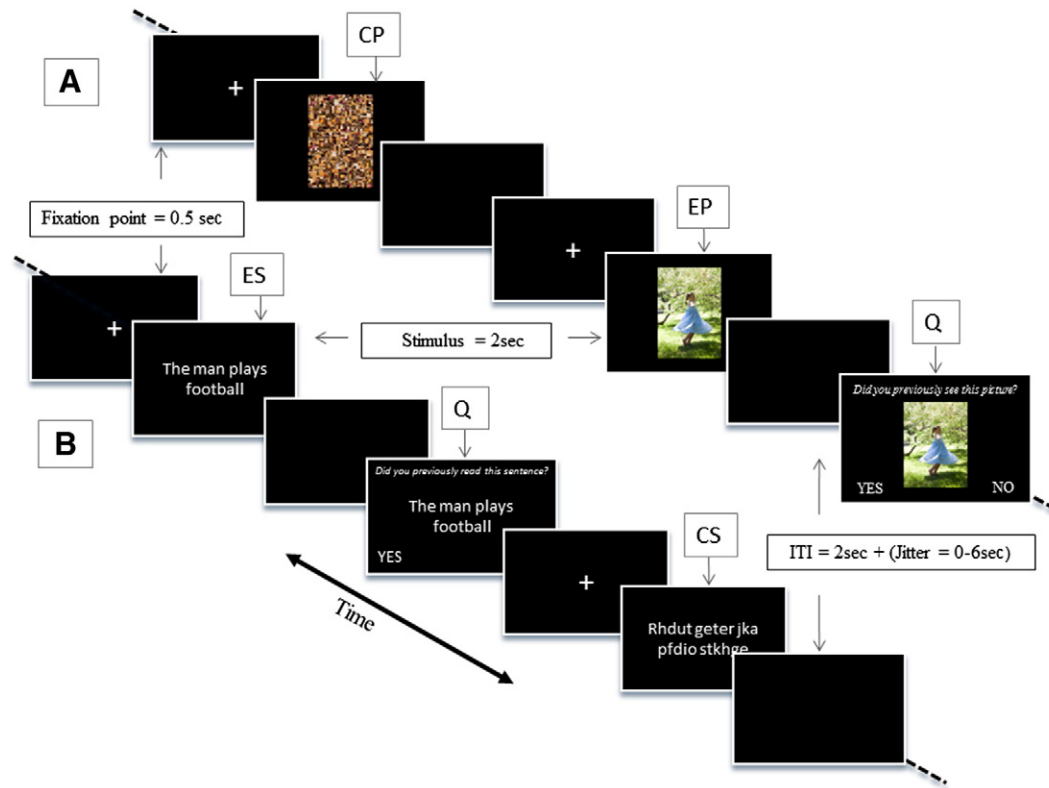 A
CP
+
Fixation point = 0.5 sec
EP
+
ES
+
Stimulus = 2sec
The man plays
football
Q
Did you previously see this picture?
YES NO
B
Q
Did you previously read this sentence?
The man plays
football
YES
CS
ITI = 2sec + (Jitter = 0-6sec)
+
Time
Rhdut geter jka
pfdio stkhge